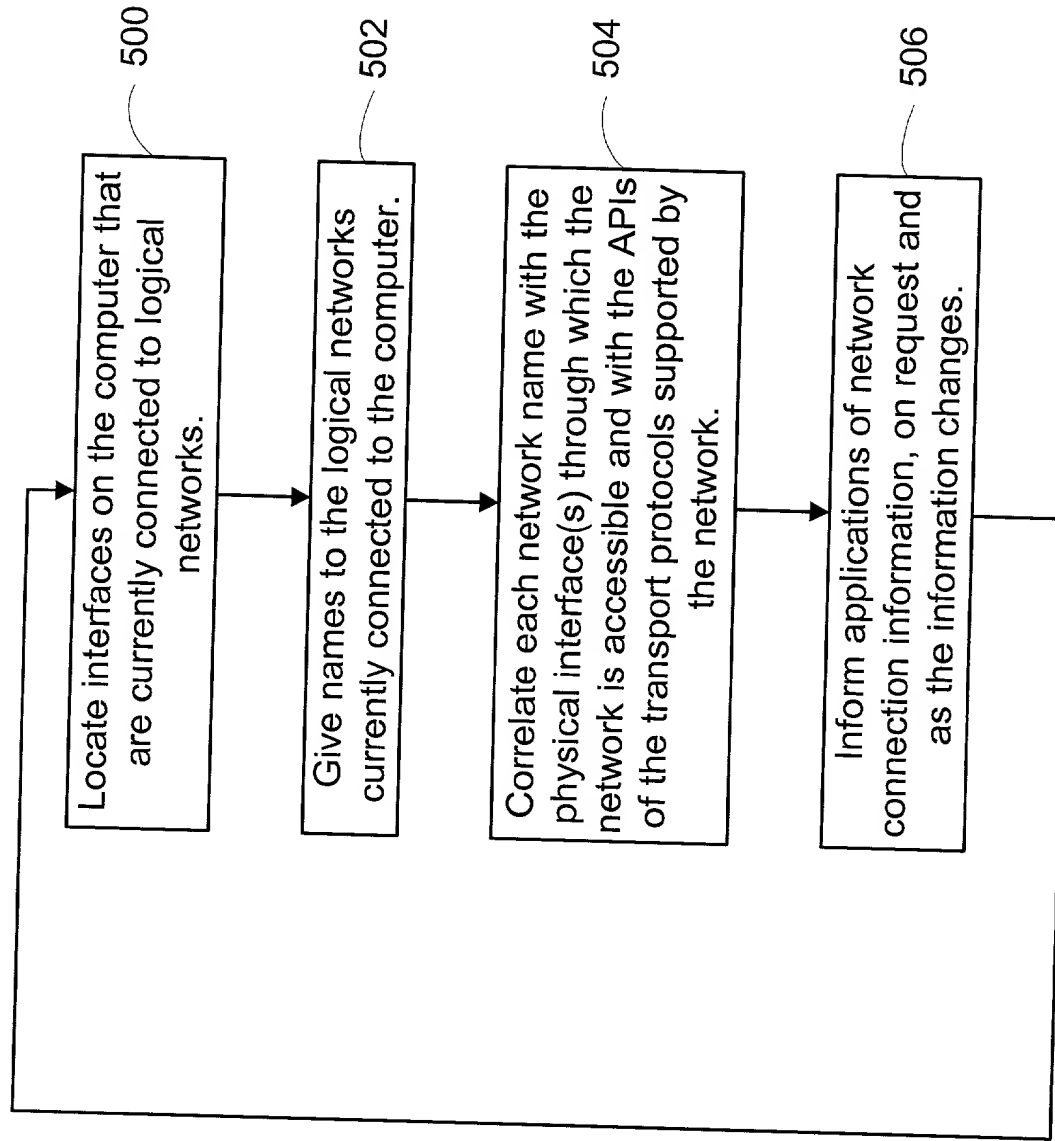 Locate interfaces on the computer that
are currently connected to logical
networks.
500
Give names to the logical networks
currently connected to the computer.
502
Correlate each network name with the
physical interface(s) through which the
network is accessible and with the APIs
of the transport protocols supported by
the network.
504
Inform applications of network
connection information, on request and
as the information changes.
506